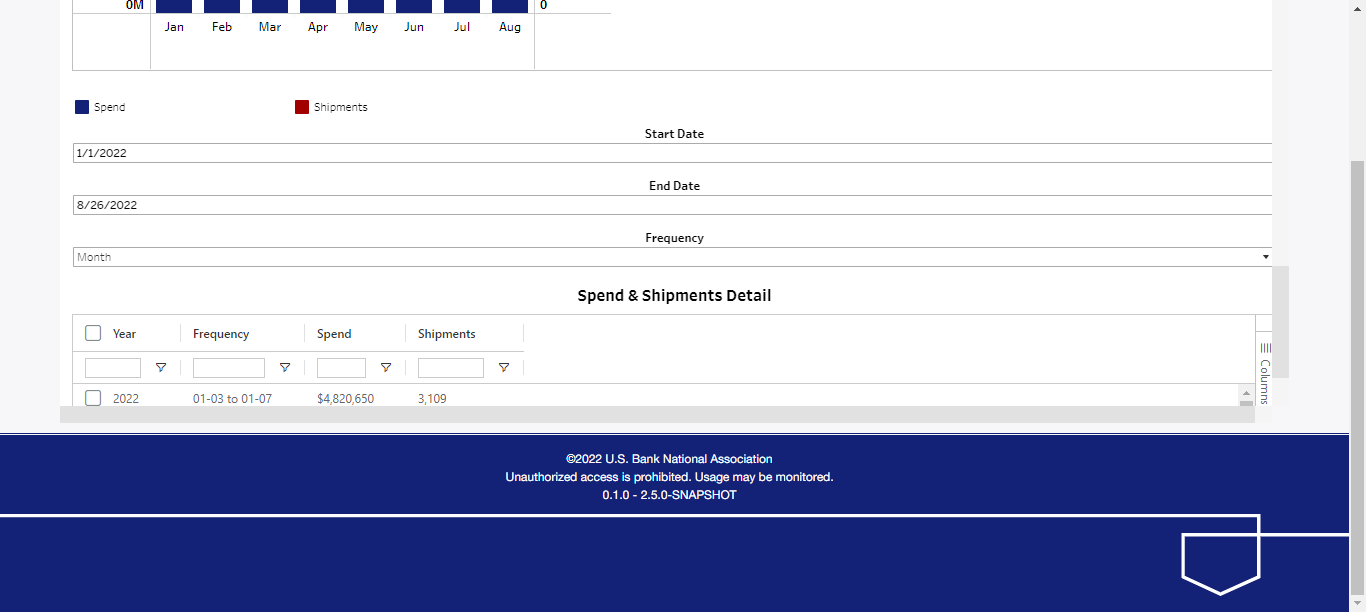 0M 0
Jan Feb Mar Apr May Jun Jul Aug
Spend Shipments
Start Date
1/1/2022
End Date
8/26/2022
Frequency
Month
Spend & Shipments Detail
Year Frequency Spend Shipments
2022 01-03 to 01-07 $4,820,650 3,109
Columns
©2022 U.S. Bank National Association
Unauthorized access is prohibited. Usage may be monitored.
0.1.0 - 2.5.0-SNAPSHOT